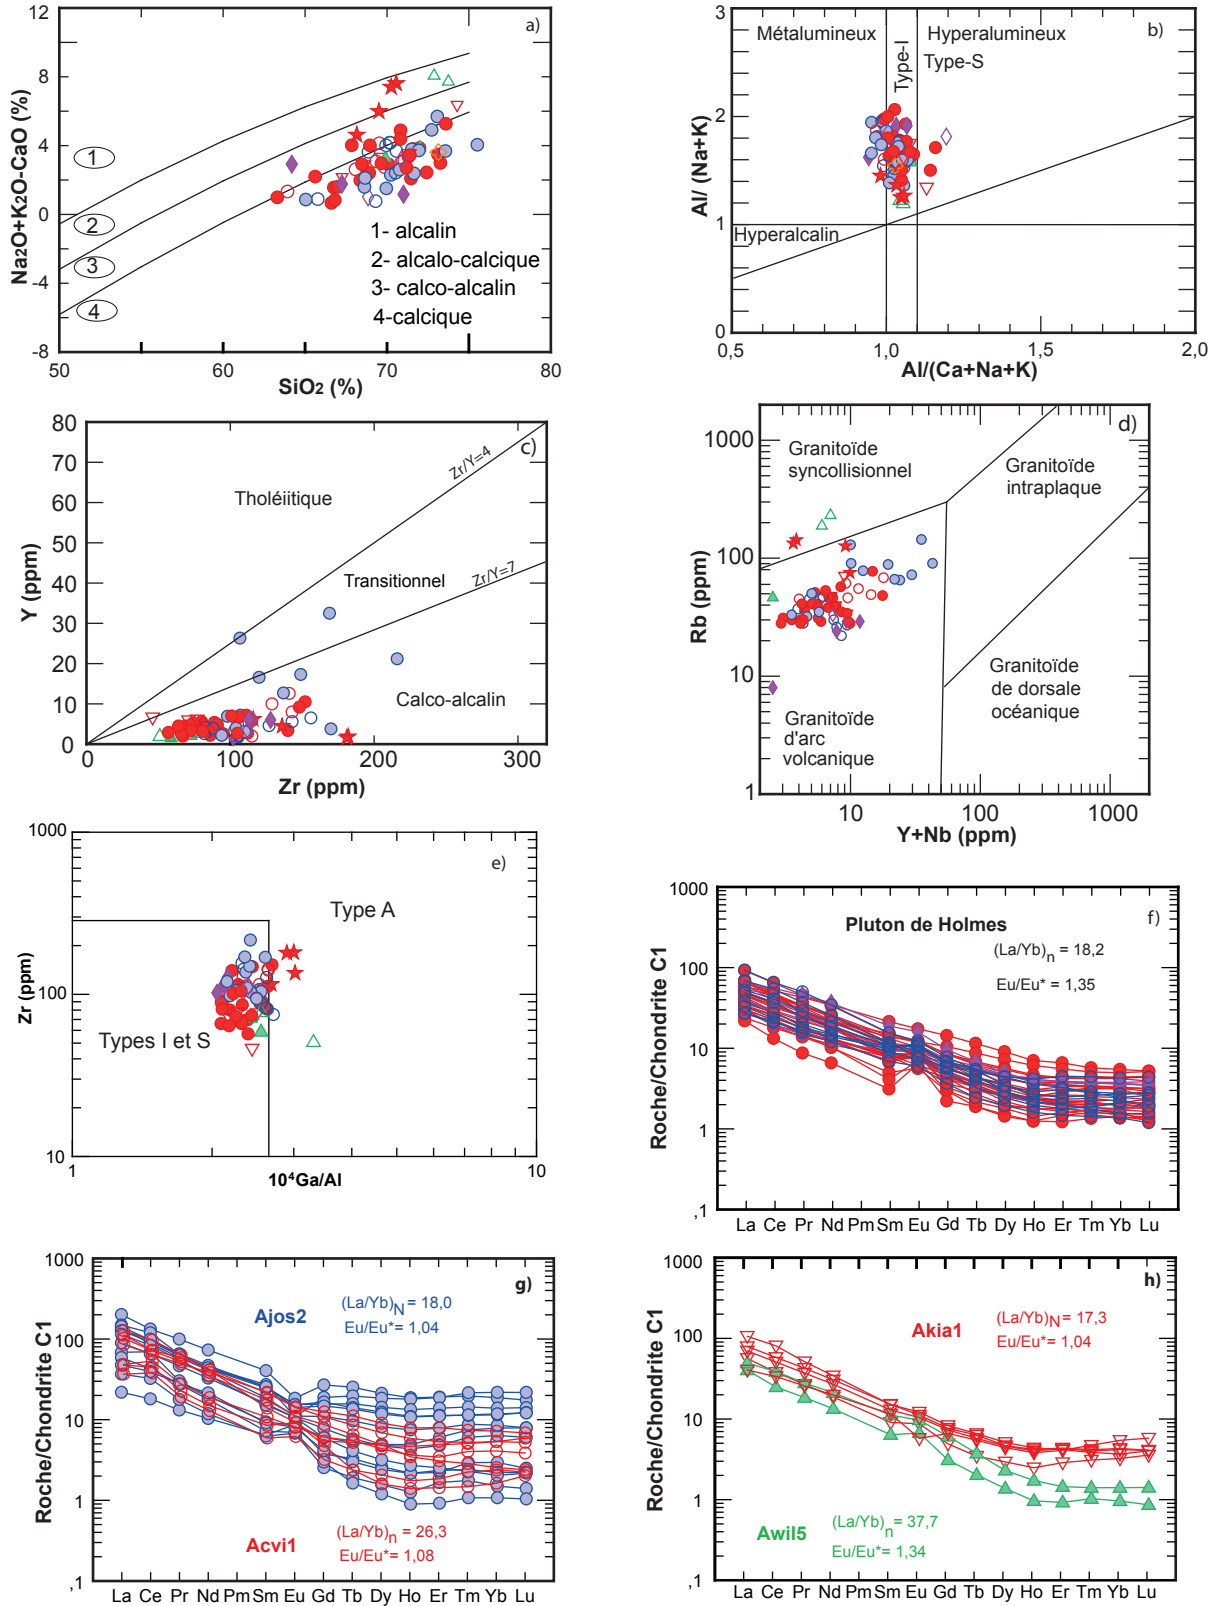 a)
Na2O+K2O-CaO (%)
12
8
4
0
-4
-8
1
2
3
4
1- alcalin
2- alcalo-calcique
3- calco-alcalin
4-calcique
50
60
70
80
SiO2 (%)
b)
Métalumineux
Type-I
Hyperalumineux
Type-S
Al/ (Na+K)
3
2
1
0
Hyperalcalin
0,5
1,0
1,5
2,0
Al/(Ca+Na+K)
c)
Y (ppm)
80
70
60
50
40
30
20
10
0
Zr/Y=4
Tholéiitique
Transitionnel
Zr/Y=7
Calco-alcalin
0
100
200
300
Zr (ppm)
d)
Rb (ppm)
1000
100
10
1
Granitoïde
syncollisionnel
Granitoïde
intraplaque
Granitoïde
d'arc
volcanique
Granitoïde
de dorsale
océanique
10
100
1000
Y+Nb (ppm)
e)
Zr (ppm)
1000
100
10
Type A
Types I et S
1
10
10⁴Ga/Al
f)
Roche/Chondrite C1
1000
100
10
1
,1
Pluton de Holmes
(La/Yb)n = 18,2
Eu/Eu* = 1,35
La Ce Pr Nd Pm Sm Eu Gd Tb Dy Ho Er Tm Yb Lu
g)
Roche/Chondrite C1
1000
100
10
1
,1
Ajos2
(La/Yb)N = 18,0
Eu/Eu*= 1,04
Acvi1
(La/Yb)n = 26,3
Eu/Eu*= 1,08
La Ce Pr Nd Pm Sm Eu Gd Tb Dy Ho Er Tm Yb Lu
h)
Roche/Chondrite C1
1000
100
10
1
,1
Akia1
(La/Yb)N = 17,3
Eu/Eu*= 1,04
Awil5
(La/Yb)n = 37,7
Eu/Eu*= 1,34
La Ce Pr Nd Pm Sm Eu Gd Tb Dy Ho Er Tm Yb Lu